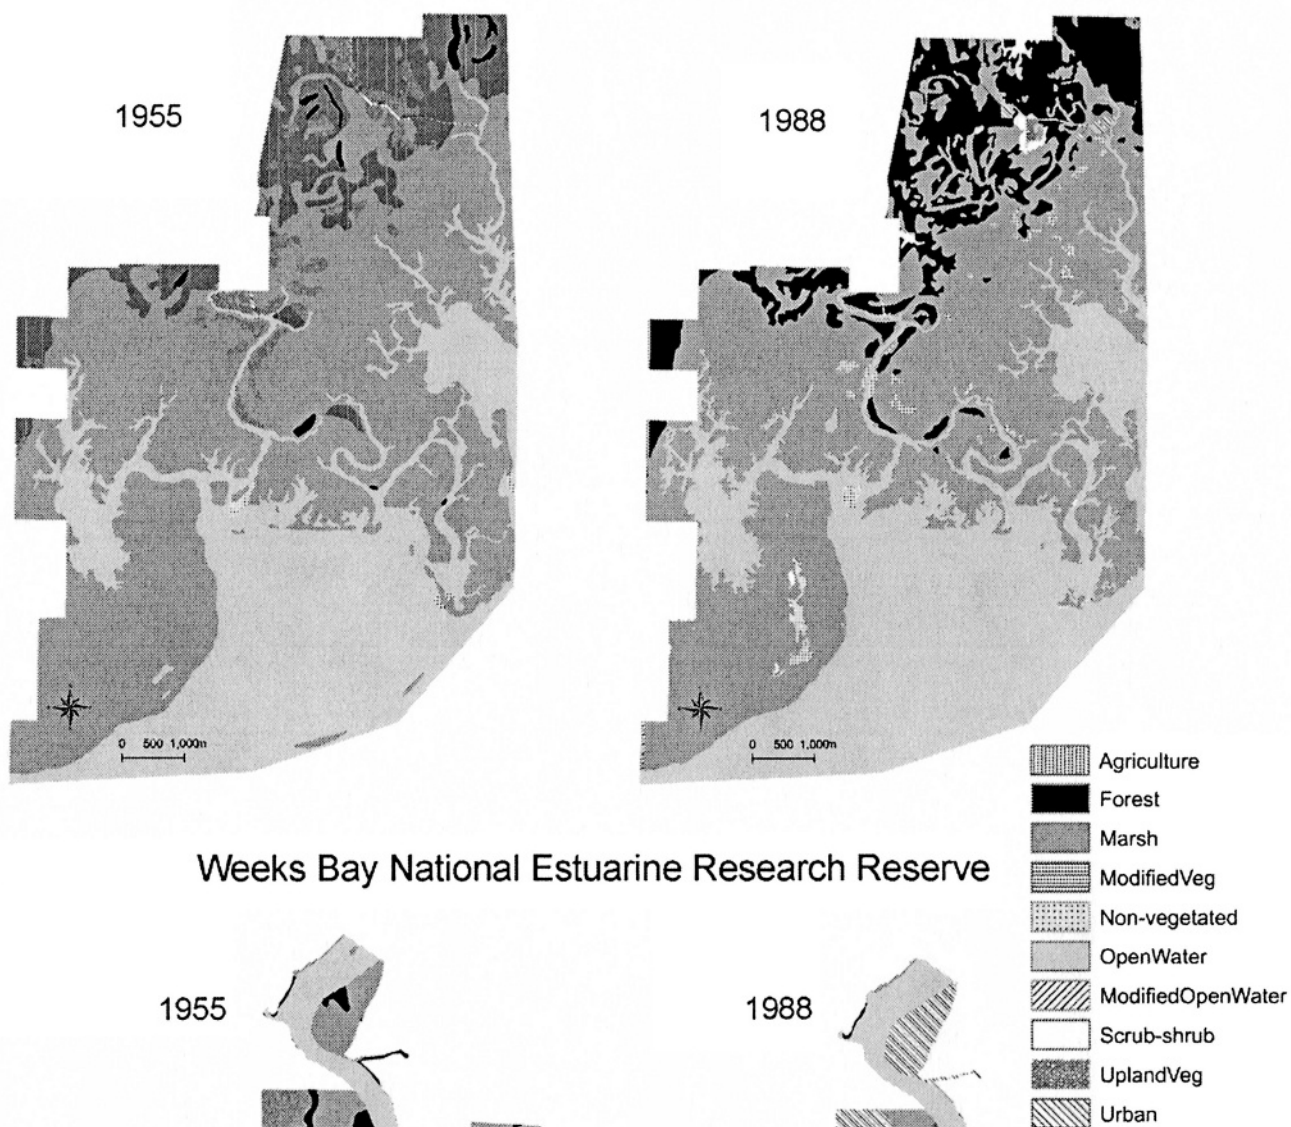 1955
1988
0 500 1,000m
0 500 1,000m
Agriculture
Forest
Marsh
ModifiedVeg
Non-vegetated
OpenWater
ModifiedOpenWater
Scrub-shrub
UplandVeg
Urban
Weeks Bay National Estuarine Research Reserve
1955
1988